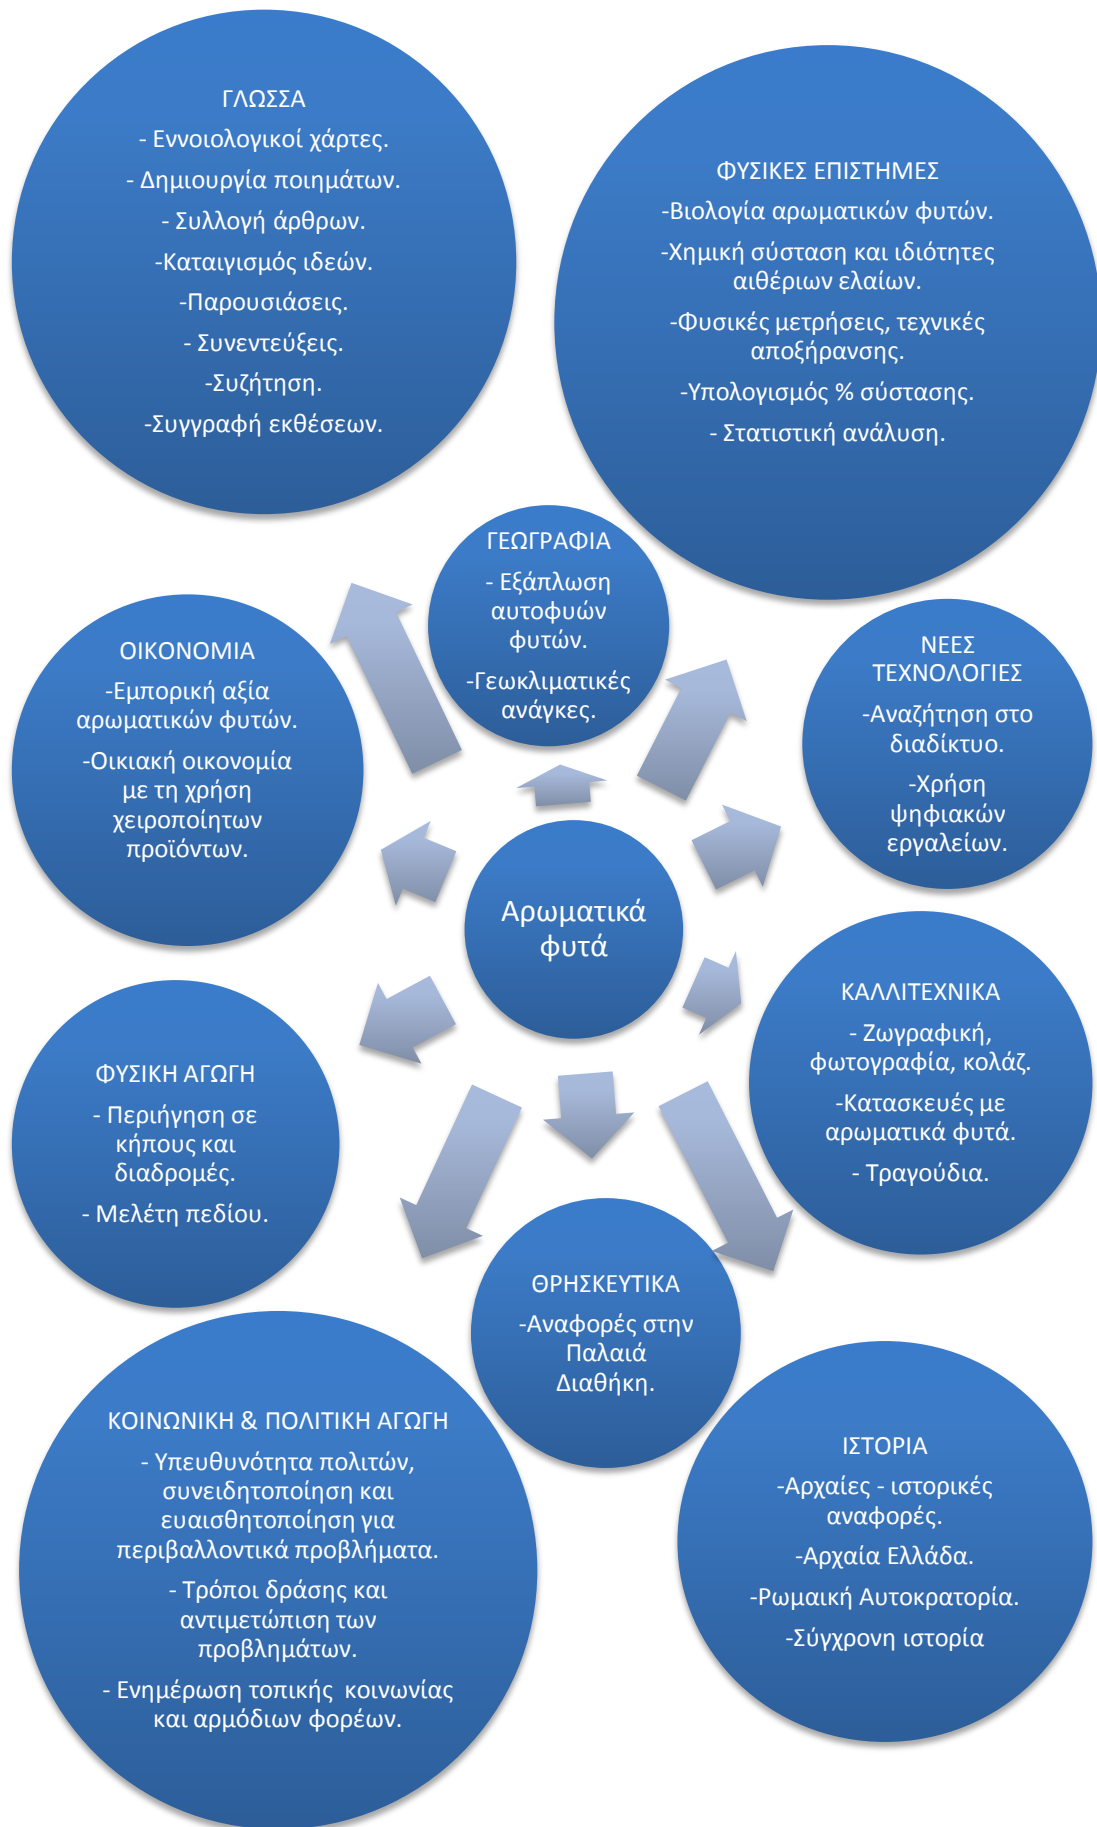 ΓΛΩΣΣΑ
- Εννοιολογικοί χάρτες.
- Δημιουργία ποιημάτων.
- Συλλογή άρθρων.
-Καταιγισμός ιδεών.
-Παρουσιάσεις.
- Συνεντεύξεις.
-Συζήτηση.
-Συγγραφή εκθέσεων.
ΦΥΣΙΚΕΣ ΕΠΙΣΤΗΜΕΣ
-Βιολογία αρωματικών φυτών.
-Χημική σύσταση και ιδιότητες
αιθέριων ελαίων.
-Φυσικές μετρήσεις, τεχνικές
αποξήρανσης.
-Υπολογισμός % σύστασης.
- Στατιστική ανάλυση.
ΓΕΩΓΡΑΦΙΑ
- Εξάπλωση
αυτοφυών
φυτών.
-Γεωκλιματικές
ανάγκες.
ΟΙΚΟΝΟΜΙΑ
-Εμπορική αξία
αρωματικών φυτών.
-Οικιακή οικονομία
με τη χρήση
χειροποίητων
προϊόντων.
ΝΕΕΣ
ΤΕΧΝΟΛΟΓΙΕΣ
-Αναζήτηση στο
διαδίκτυο.
-Χρήση
ψηφιακών
εργαλείων.
Αρωματικά
φυτά
ΚΑΛΛΙΤΕΧΝΙΚΑ
- Ζωγραφική,
φωτογραφία, κολάζ.
-Κατασκευές με
αρωματικά φυτά.
- Τραγούδια.
ΦΥΣΙΚΗ ΑΓΩΓΗ
- Περιήγηση σε
κήπους και
διαδρομές.
- Μελέτη πεδίου.
ΘΡΗΣΚΕΥΤΙΚΑ
-Αναφορές στην
Παλαιά
Διαθήκη.
ΚΟΙΝΩΝΙΚΗ & ΠΟΛΙΤΙΚΗ ΑΓΩΓΗ
- Υπευθυνότητα πολιτών,
συνειδητοποίηση και
ευαισθητοποίηση για
περιβαλλοντικά προβλήματα.
- Τρόποι δράσης και
αντιμετώπιση των
προβλημάτων.
- Ενημέρωση τοπικής  κοινωνίας
και αρμόδιων φορέων.
ΙΣΤΟΡΙΑ
-Αρχαίες - ιστορικές
αναφορές.
-Αρχαία Ελλάδα.
-Ρωμαική Αυτοκρατορία.
-Σύγχρονη ιστορία